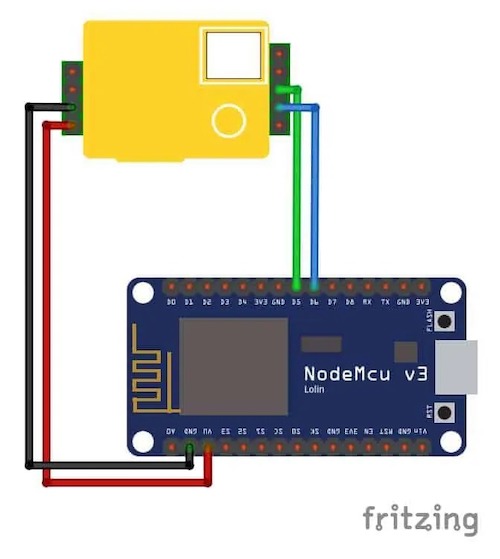 D0 D1 D2 D3 D4 3V3 GND D5 D6 D7 D8 RX TX GND 3V3
FLASH
NodeMcu v3
Lolin
RST
A0 GND VU S3 S2 S1 SC S0 SK GND 3V3 EN RST GND Vin
fritzing